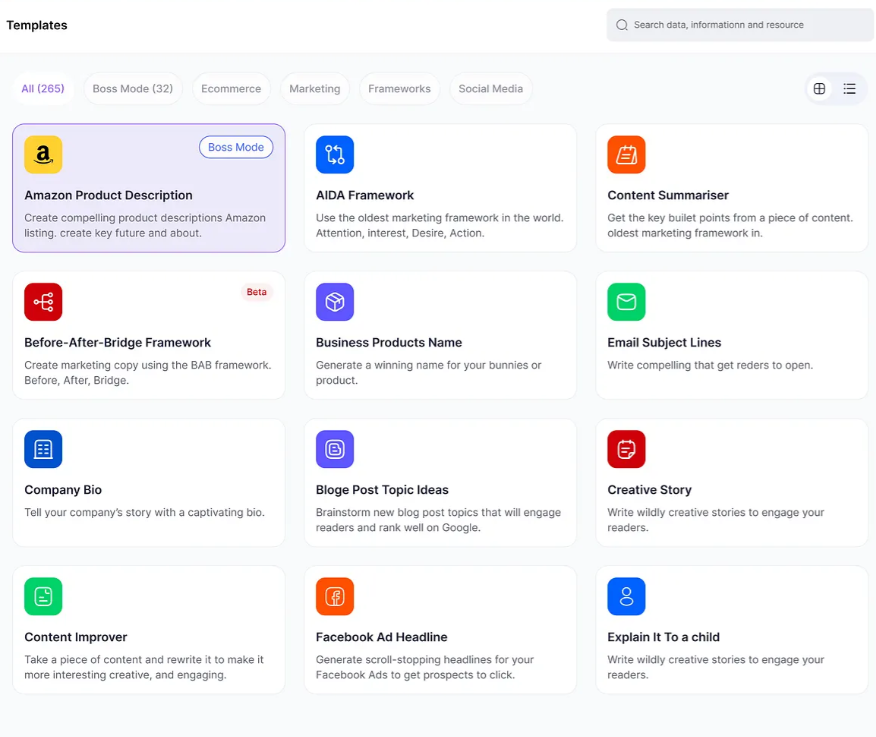 Templates
Search data, informationn and resource
All (265)
Boss Mode (32)
Ecommerce
Marketing
Frameworks
Social Media
a
Boss Mode
Amazon Product Description
Create compelling product descriptions Amazon
listing. create key future and about.
AIDA Framework
Use the oldest marketing framework in the world.
Attention, interest, Desire, Action.
Content Summariser
Get the key builet points from a piece of content.
oldest marketing framework in.
Beta
Before-After-Bridge Framework
Create marketing copy using the BAB framework.
Before, After, Bridge.
Business Products Name
Generate a winning name for your bunnies or
product.
Email Subject Lines
Write compelling that get reders to open.
Company Bio
Tell your company's story with a captivating bio.
Bloge Post Topic Ideas
Brainstorm new blog post topics that will engage
readers and rank well on Google.
Creative Story
Write wildly creative stories to engage your
readers.
Content Improver
Take a piece of content and rewrite it to make it
more interesting creative, and engaging.
Facebook Ad Headline
Generate scroll-stopping headlines for your
Facebook Ads to get prospects to click.
Explain It To a child
Write wildly creative stories to engage your
readers.